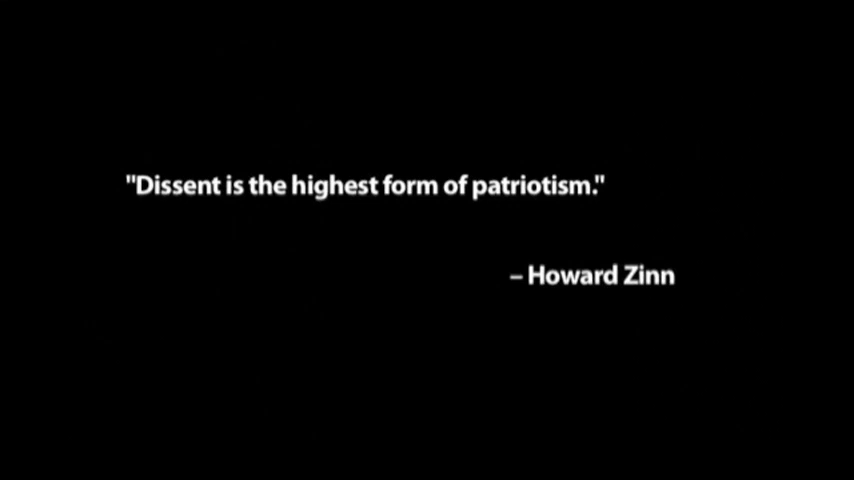 "Dissent is the highest form of patriotism."
– Howard Zinn